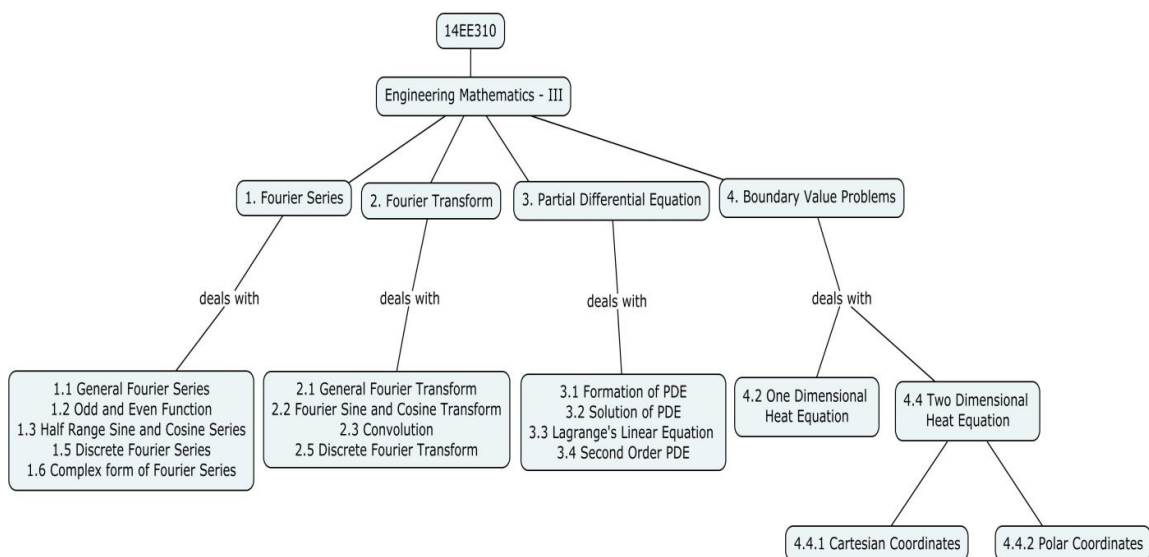 14EE310
Engineering Mathematics - III
1. Fourier Series
2. Fourier Transform
3. Partial Differential Equation
4. Boundary Value Problems
deals with
deals with
deals with
deals with
1.1 General Fourier Series
1.2 Odd and Even Function
1.3 Half Range Sine and Cosine Series
1.5 Discrete Fourier Series
1.6 Complex form of Fourier Series
2.1 General Fourier Transform
2.2 Fourier Sine and Cosine Transform
2.3 Convolution
2.5 Discrete Fourier Transform
3.1 Formation of PDE
3.2 Solution of PDE
3.3 Lagrange's Linear Equation
3.4 Second Order PDE
4.2 One Dimensional
Heat Equation
4.4 Two Dimensional
Heat Equation
4.4.1 Cartesian Coordinates
4.4.2 Polar Coordinates